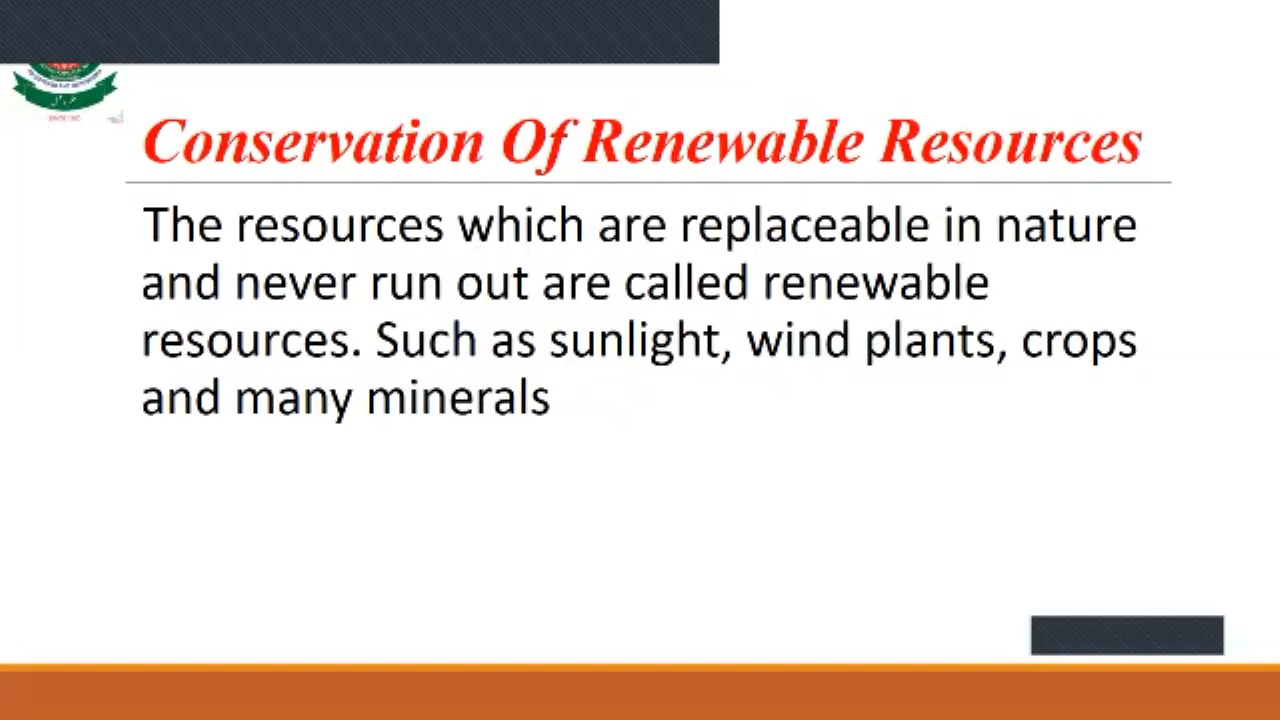 Conservation Of Renewable Resources
The resources which are replaceable in nature
and never run out are called renewable
resources. Such as sunlight, wind plants, crops
and many minerals